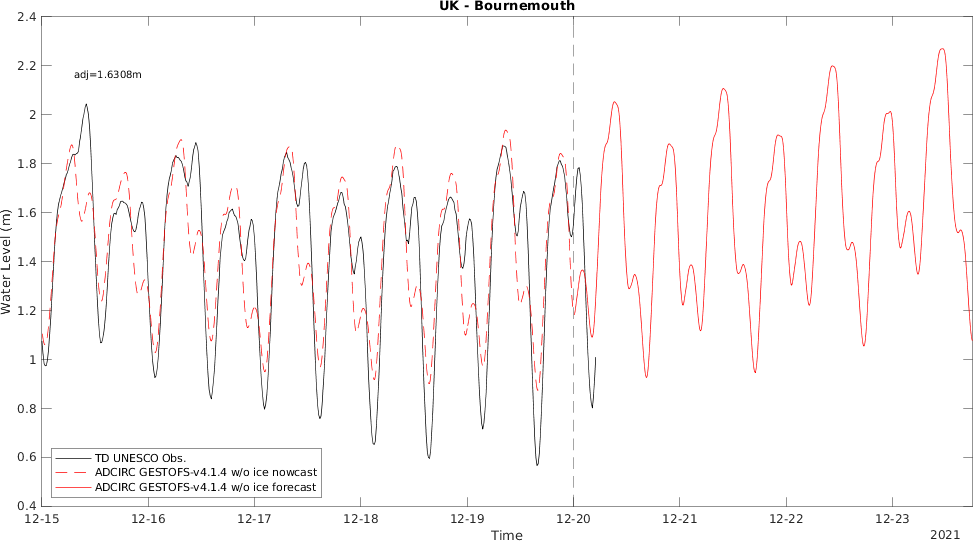 UK - Bournemouth
2.4
2.2
2
1.8
1.6
1.4
1.2
1
0.8
0.6
0.4
Water Level (m)
adj=1.6308m
TD UNESCO Obs.
ADCIRC GESTOFS-v4.1.4 w/o ice nowcast
ADCIRC GESTOFS-v4.1.4 w/o ice forecast
12-15 12-16 12-17 12-18 12-19 12-20 12-21 12-22 12-23
Time
2021